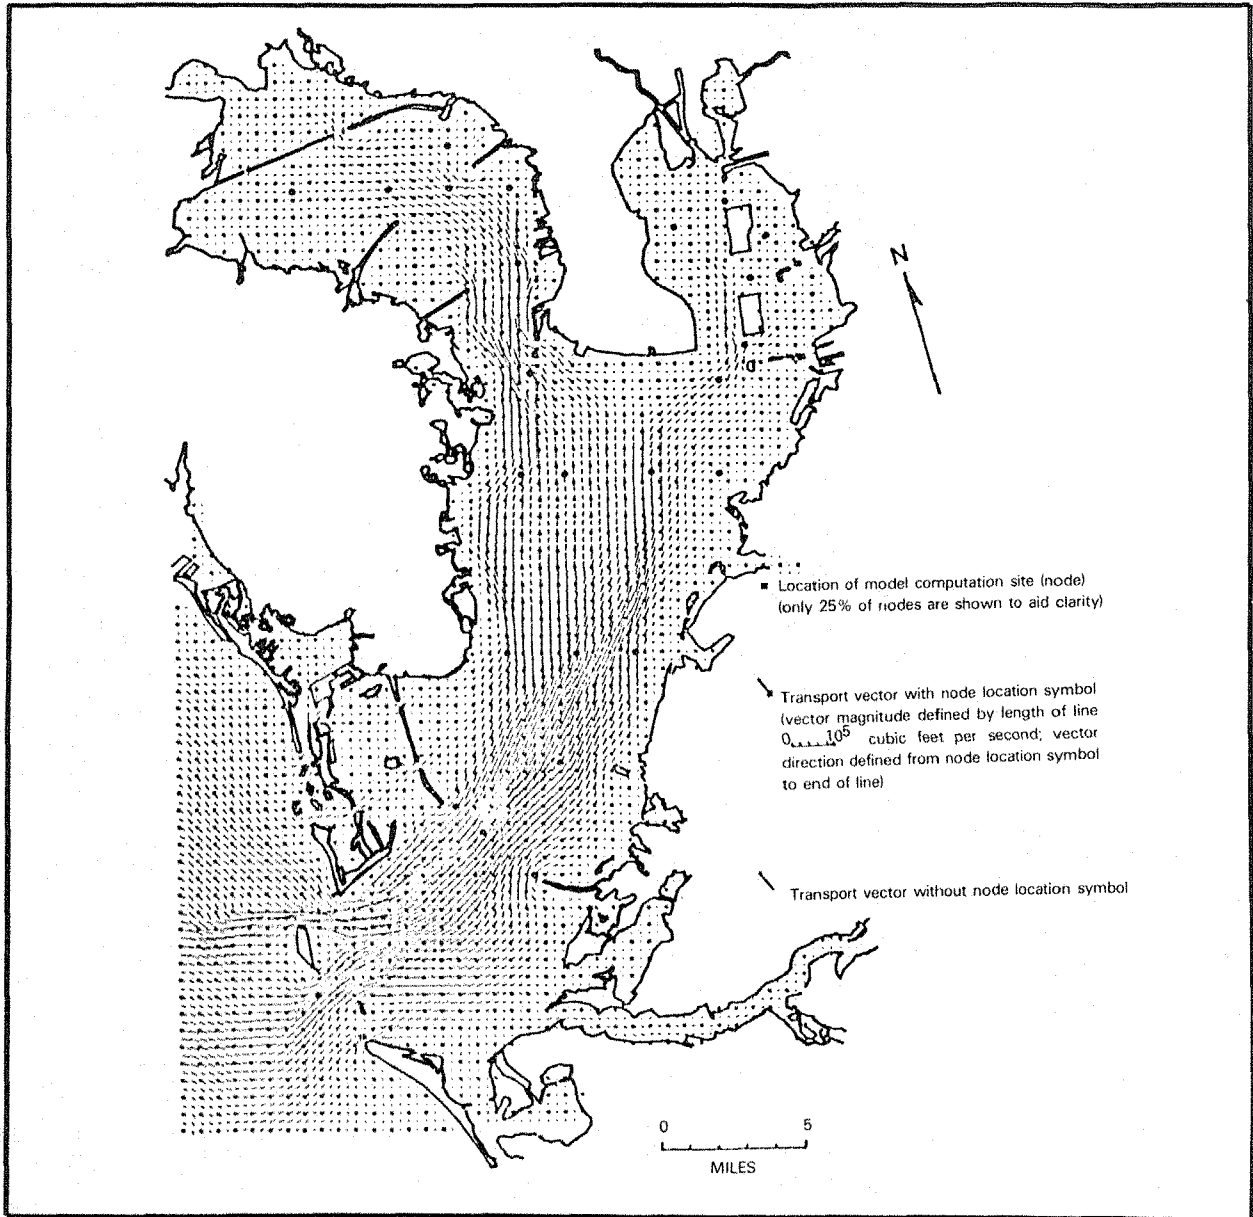 N
Location of model computation site (node)
(only 25% of nodes are shown to aid clarity)
Transport vector with node location symbol
(vector magnitude defined by length of line
0 10⁵ cubic feet per second; vector
direction defined from node location symbol
to end of line)
Transport vector without node location symbol
0 5
MILES